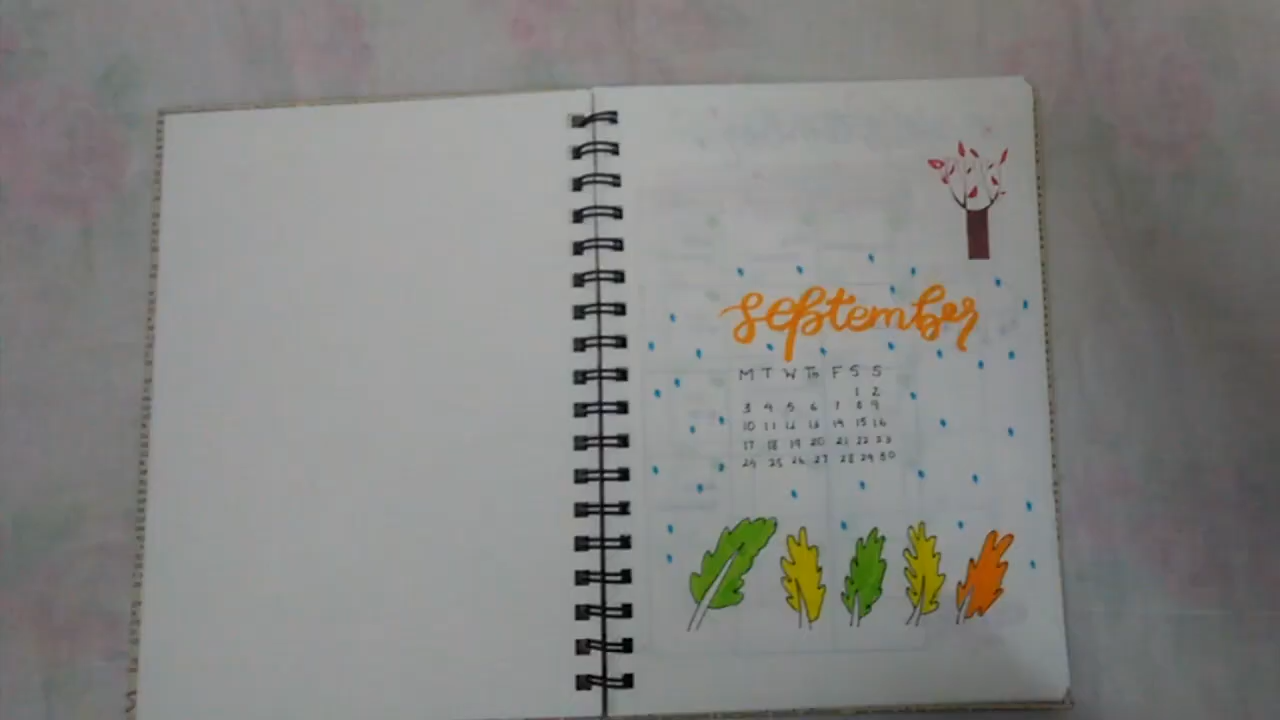 september
M T W Th F S S
1 2
3 4 5 6 7 8 9
10 11 12 13 14 15 16
17 18 19 20 21 22 23
24 25 26 27 28 29 30